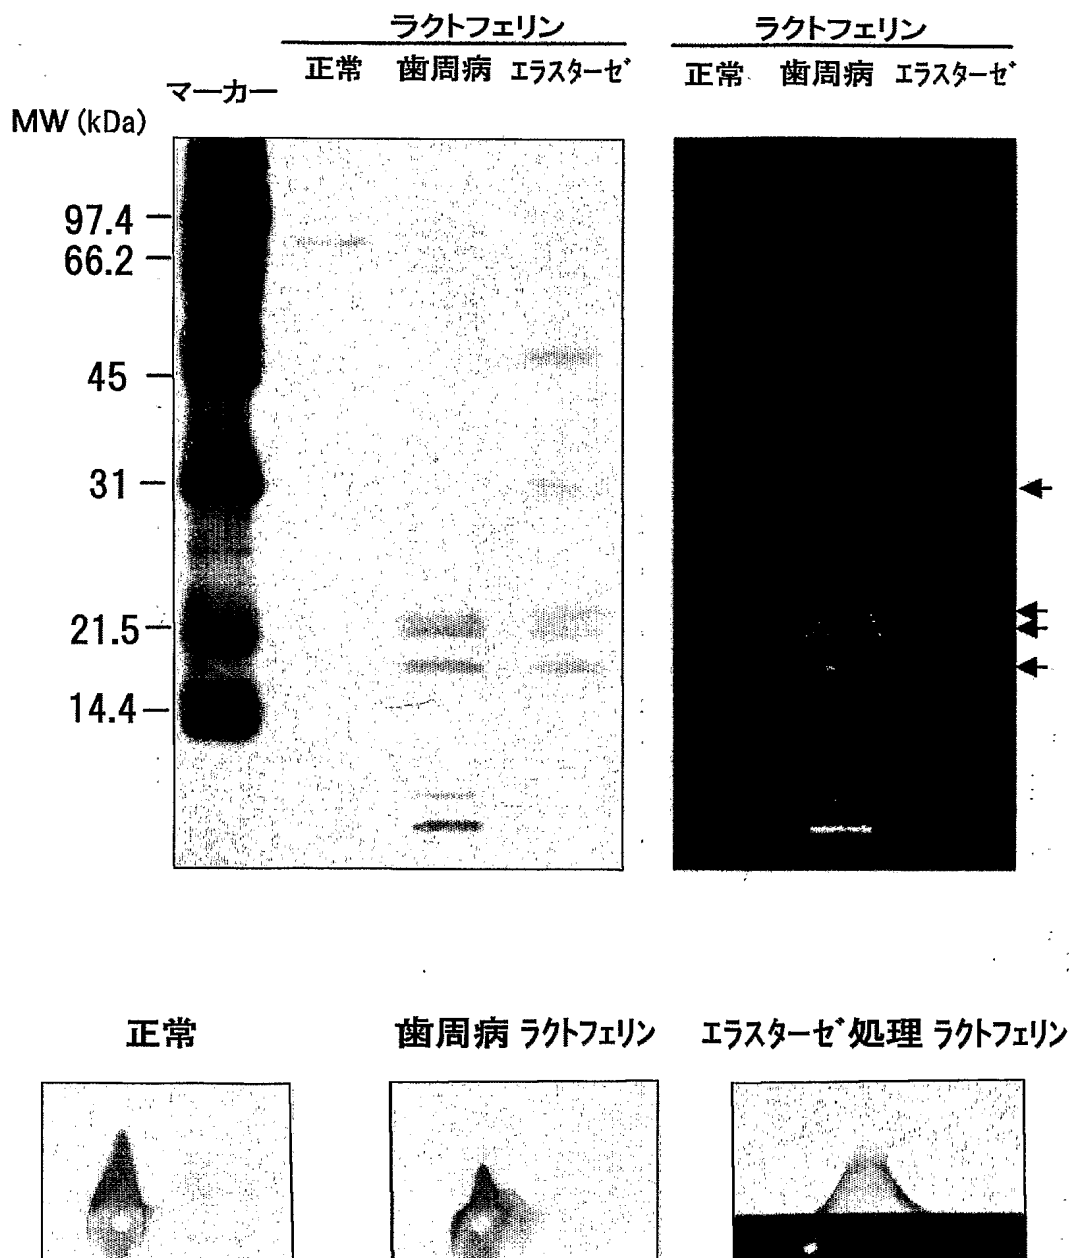 ラクトフェリン
ラクトフェリン
正常 歯周病 エラスターゼ
正常 歯周病 エラスターゼ
マーカー
MW (kDa)
97.4
66.2
45
31
21.5
14.4
正常
歯周病 ラクトフェリン
エラスターゼ処理 ラクトフェリン